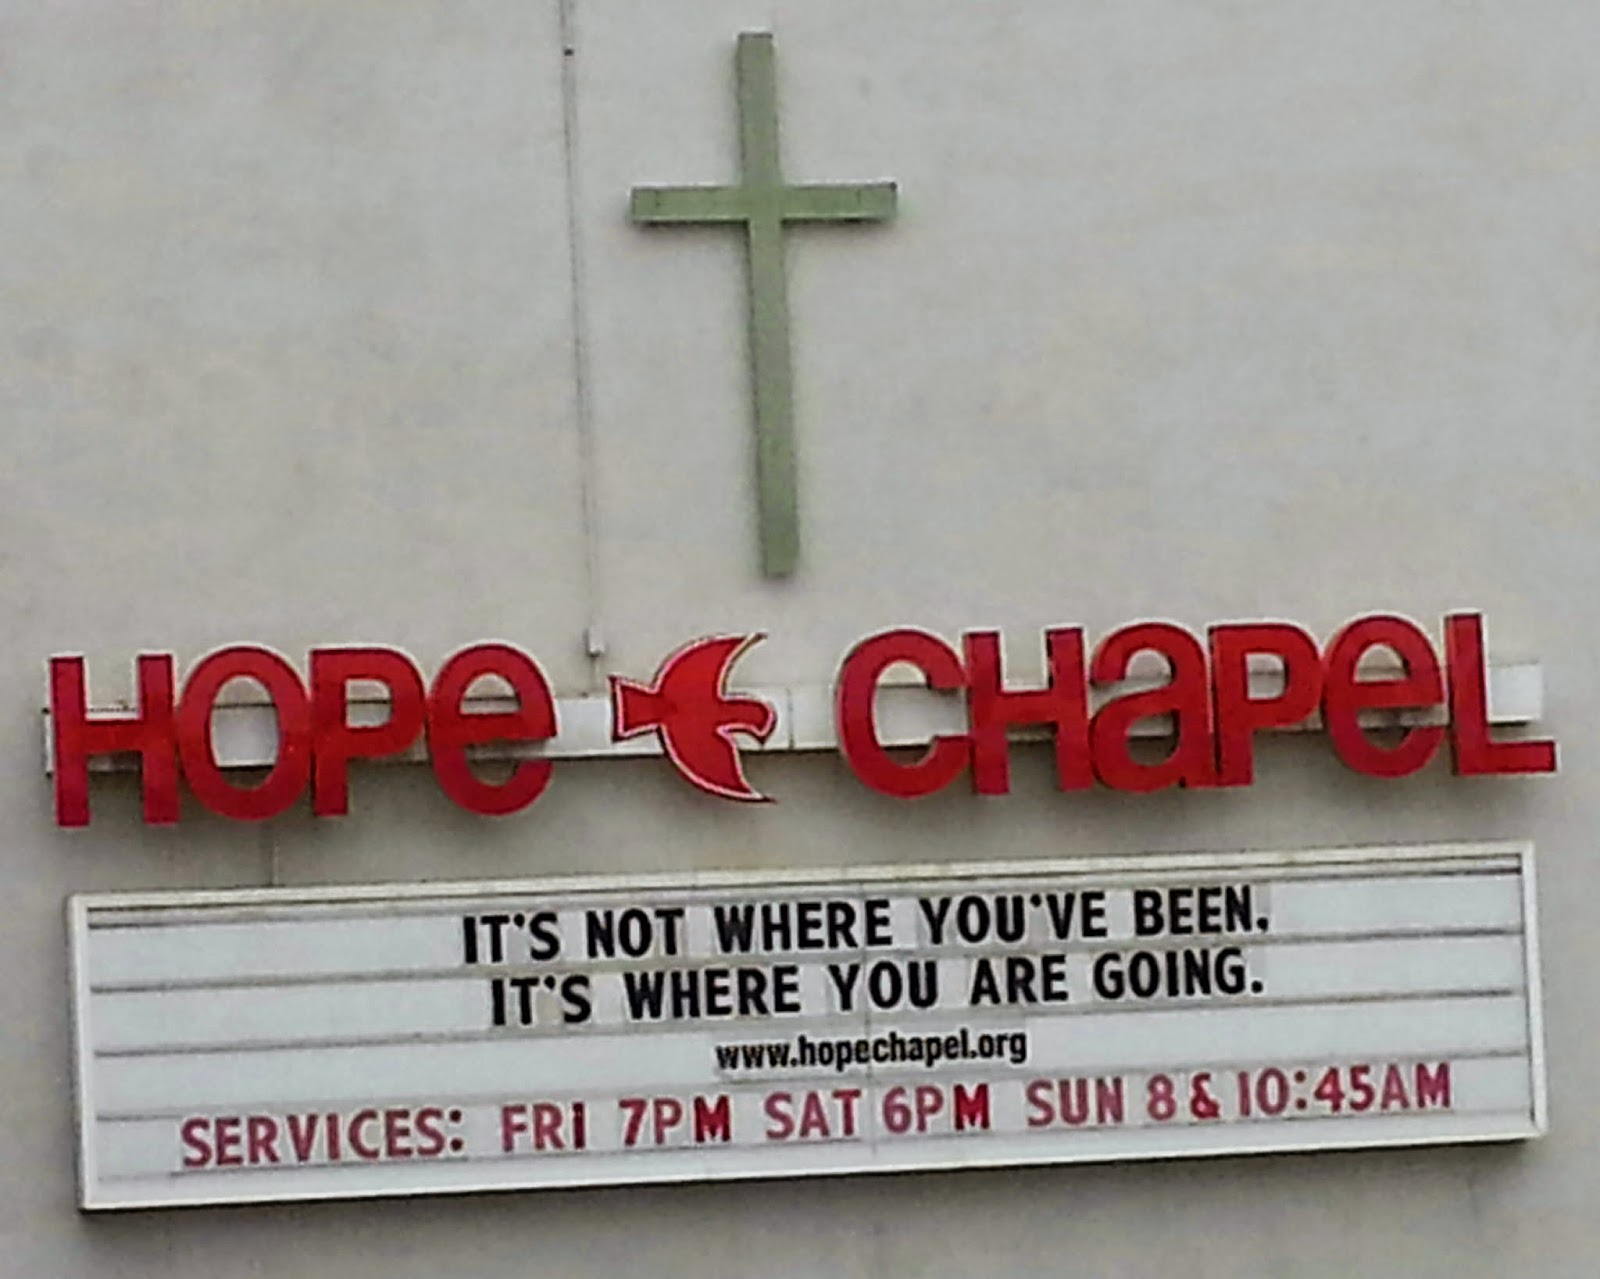 HOPE CHAPEL
IT'S NOT WHERE YOU'VE BEEN,
IT'S WHERE YOU ARE GOING.
www.hopechapel.org
SERVICES: FRI 7PM SAT 6PM SUN 8 & 10:45AM